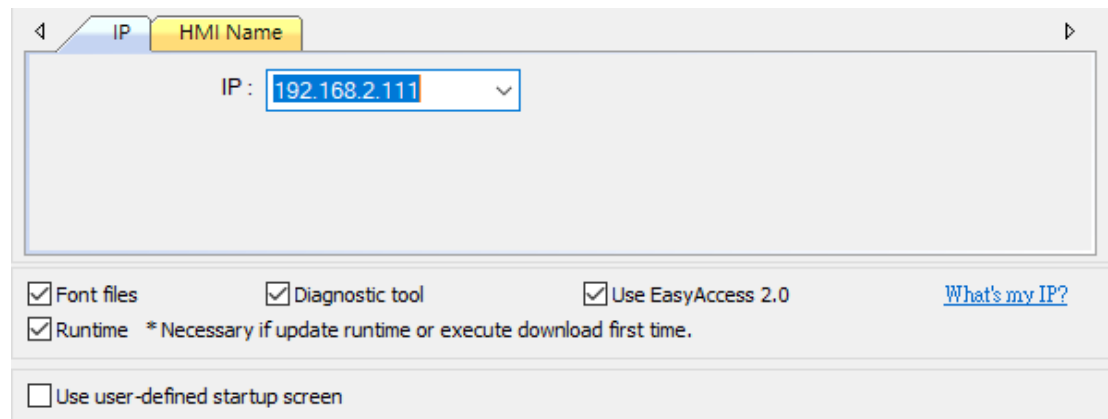 IP HMI Name
IP : 192.168.2.111
Font files Diagnostic tool Use EasyAccess 2.0 What's my IP?
Runtime * Necessary if update runtime or execute download first time.
Use user-defined startup screen